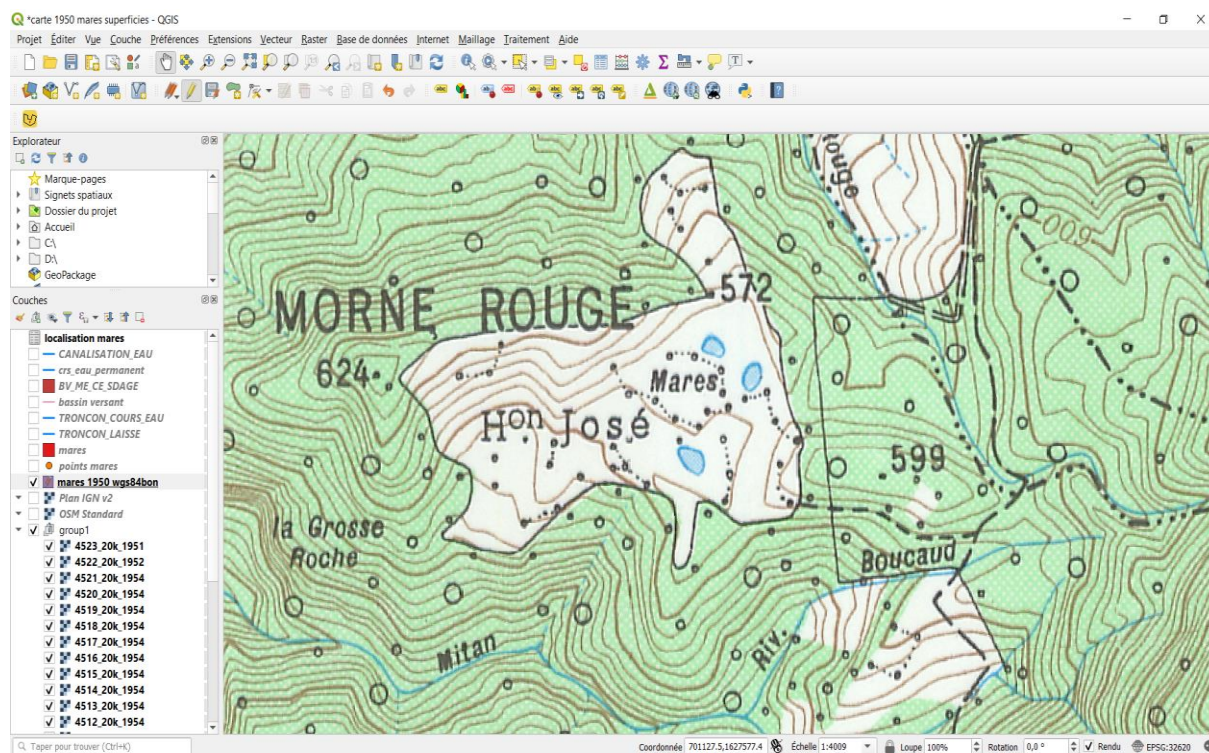 *carte 1950 mares superficies - QGIS
Projet Éditer Vue Couche Préférences Extensions Vecteur Raster Base de données Internet Maillage Traitement Aide
Explorateur
Marque-pages
Signets spatiaux
Dossier du projet
Accueil
C:\
D:\
GeoPackage
Couches
localisation mares
CANALISATION_EAU
crs_eau_permanent
BV_ME_CE_SDAGE
bassin versant
TRONCON_COURS_EAU
TRONCON_LAISSE
mares
points mares
mares 1950 wgs84bon
Plan IGN v2
OSM Standard
group1
4523_20k_1951
4522_20k_1952
4521_20k_1954
4520_20k_1954
4519_20k_1954
4518_20k_1954
4517_20k_1954
4516_20k_1954
4515_20k_1954
4514_20k_1954
4513_20k_1954
4512_20k_1954
Rouge
600
572
MORNE ROUGE
624
Mares
Hon José
599
la Grosse
Roche
Boucaud
Mitan
Riv.
Taper pour trouver (Ctrl+K)
Coordonnée 701127.5,1627577.4 Échelle 1:4009 Loupe 100% Rotation 0,0 ° Rendu EPSG:32620